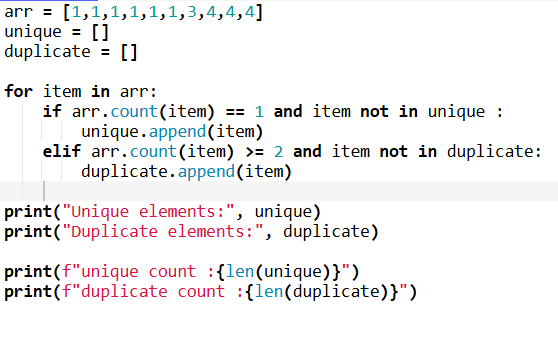 arr = [1,1,1,1,1,1,3,4,4,4]
unique = []
duplicate = []

for item in arr:
    if arr.count(item) == 1 and item not in unique :
        unique.append(item)
    elif arr.count(item) >= 2 and item not in duplicate:
        duplicate.append(item)

print("Unique elements:", unique)
print("Duplicate elements:", duplicate)

print(f"unique count :{len(unique)}")
print(f"duplicate count :{len(duplicate)}")